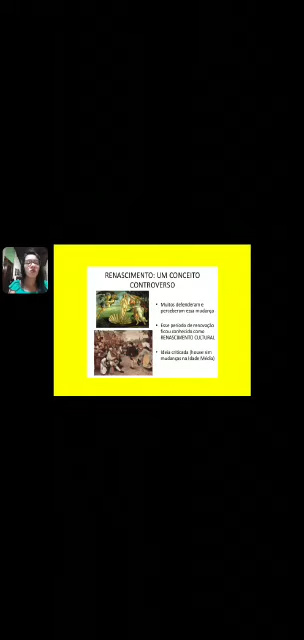 RENASCIMENTO: UM CONCEITO
CONTROVERSO
• Muitos defenderam e
perceberam essa mudança
• Esse período de renovação
ficou conhecido como
RENASCIMENTO CULTURAL
• Ideia criticada (houve sim
mudanças na Idade Média)